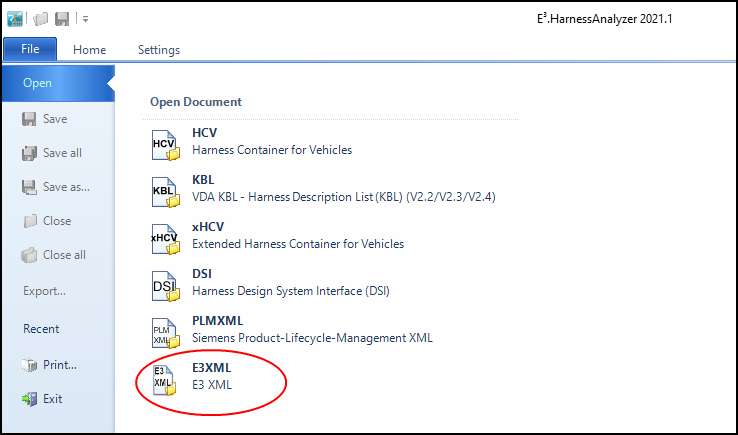 E³.HarnessAnalyzer 2021.1
File Home Settings
Open
Save
Save all
Save as...
Close
Close all
Export...
Recent
Print...
Exit
Open Document
HCV
HCV
Harness Container for Vehicles
KBL
KBL
VDA KBL - Harness Description List (KBL) (V2.2/V2.3/V2.4)
xHCV
xHCV
Extended Harness Container for Vehicles
DSI
DSI
Harness Design System Interface (DSI)
PLM
XML
PLMXML
Siemens Product-Lifecycle-Management XML
E3
XML
E3XML
E3 XML